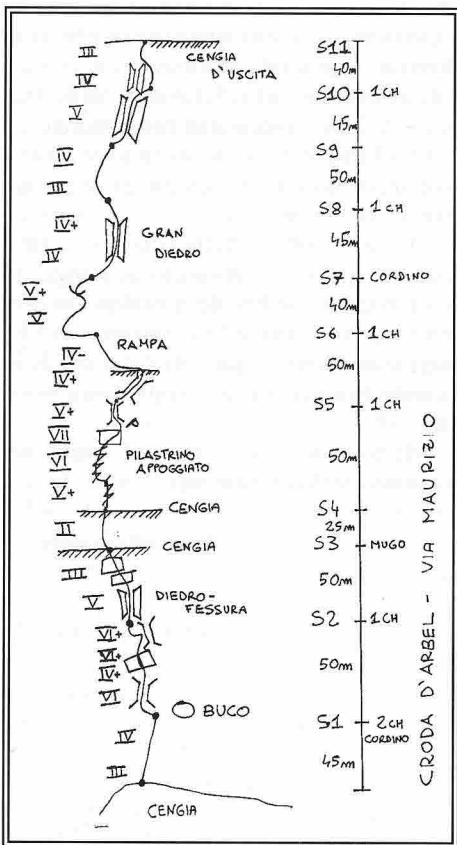 III
IV
V
IV
III
IV+
IV
V+
V
IV-
IV+
V+
VII
VI
V+
II
III
V
VI+
VI+
IV+
VI
IV
III
CENGIA
D'USCITA
GRAN
DIEDRO
RAMPA
PILASTRINO
APPOGGIATO
CENGIA
CENGIA
DIEDRO-
FESSURA
BUCO
CENGIA
S11
40m
S10 1CH
45m
S9
50m
S8 1CH
45m
S7 CORDINO
40m
S6 1CH
50m
S5 1CH
50m
S4
25m
S3 MUGO
50m
S2 1CH
50m
S1 2CH
CORDINO
45m
CRODA D'ARBEL - VIA MAURIZIO